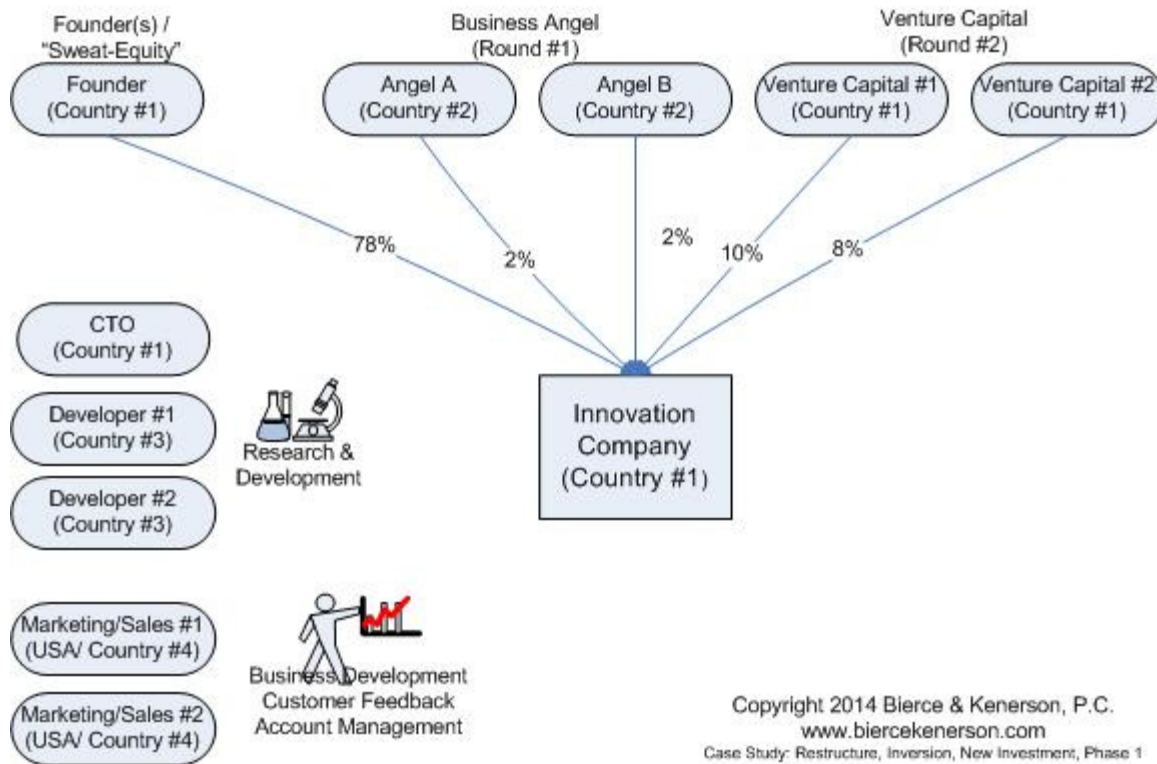 Founder(s) /
“Sweat-Equity”
Business Angel
(Round #1)
Venture Capital
(Round #2)
Founder
(Country #1)
Angel A
(Country #2)
Angel B
(Country #2)
Venture Capital #1
(Country #1)
Venture Capital #2
(Country #1)
78%
2%
2%
10%
8%
CTO
(Country #1)
Developer #1
(Country #3)
Developer #2
(Country #3)
Research &
Development
Innovation
Company
(Country #1)
Marketing/Sales #1
(USA/ Country #4)
Marketing/Sales #2
(USA/ Country #4)
Business Development
Customer Feedback
Account Management
Copyright 2014 Bierce & Kenerson, P.C.
www.biercekenerson.com
Case Study: Restructure, Inversion, New Investment, Phase 1